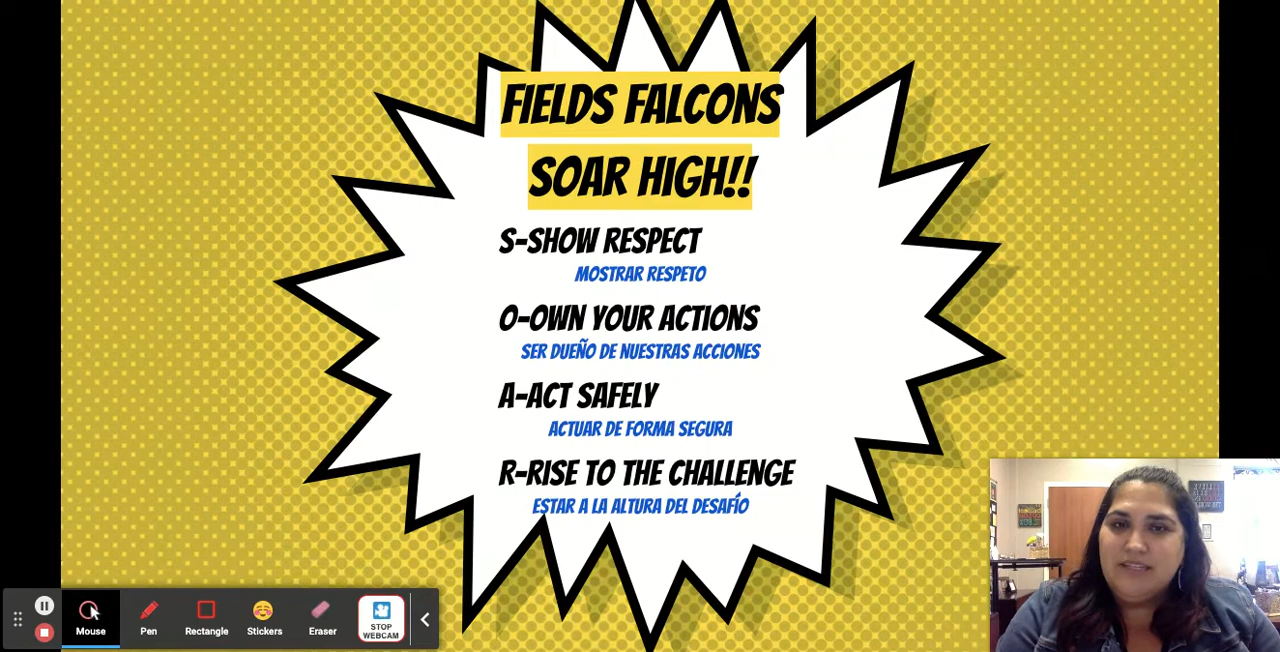 FIELDS FALCONS
SOAR HIGH!!
S-SHOW RESPECT
MOSTRAR RESPETO
O-OWN YOUR ACTIONS
SER DUEÑO DE NUESTRAS ACCIONES
A-ACT SAFELY
ACTUAR DE FORMA SEGURA
R-RISE TO THE CHALLENGE
ESTAR A LA ALTURA DEL DESAFÍO
Mouse
Pen
Rectangle
Stickers
Eraser
STOP
WEBCAM